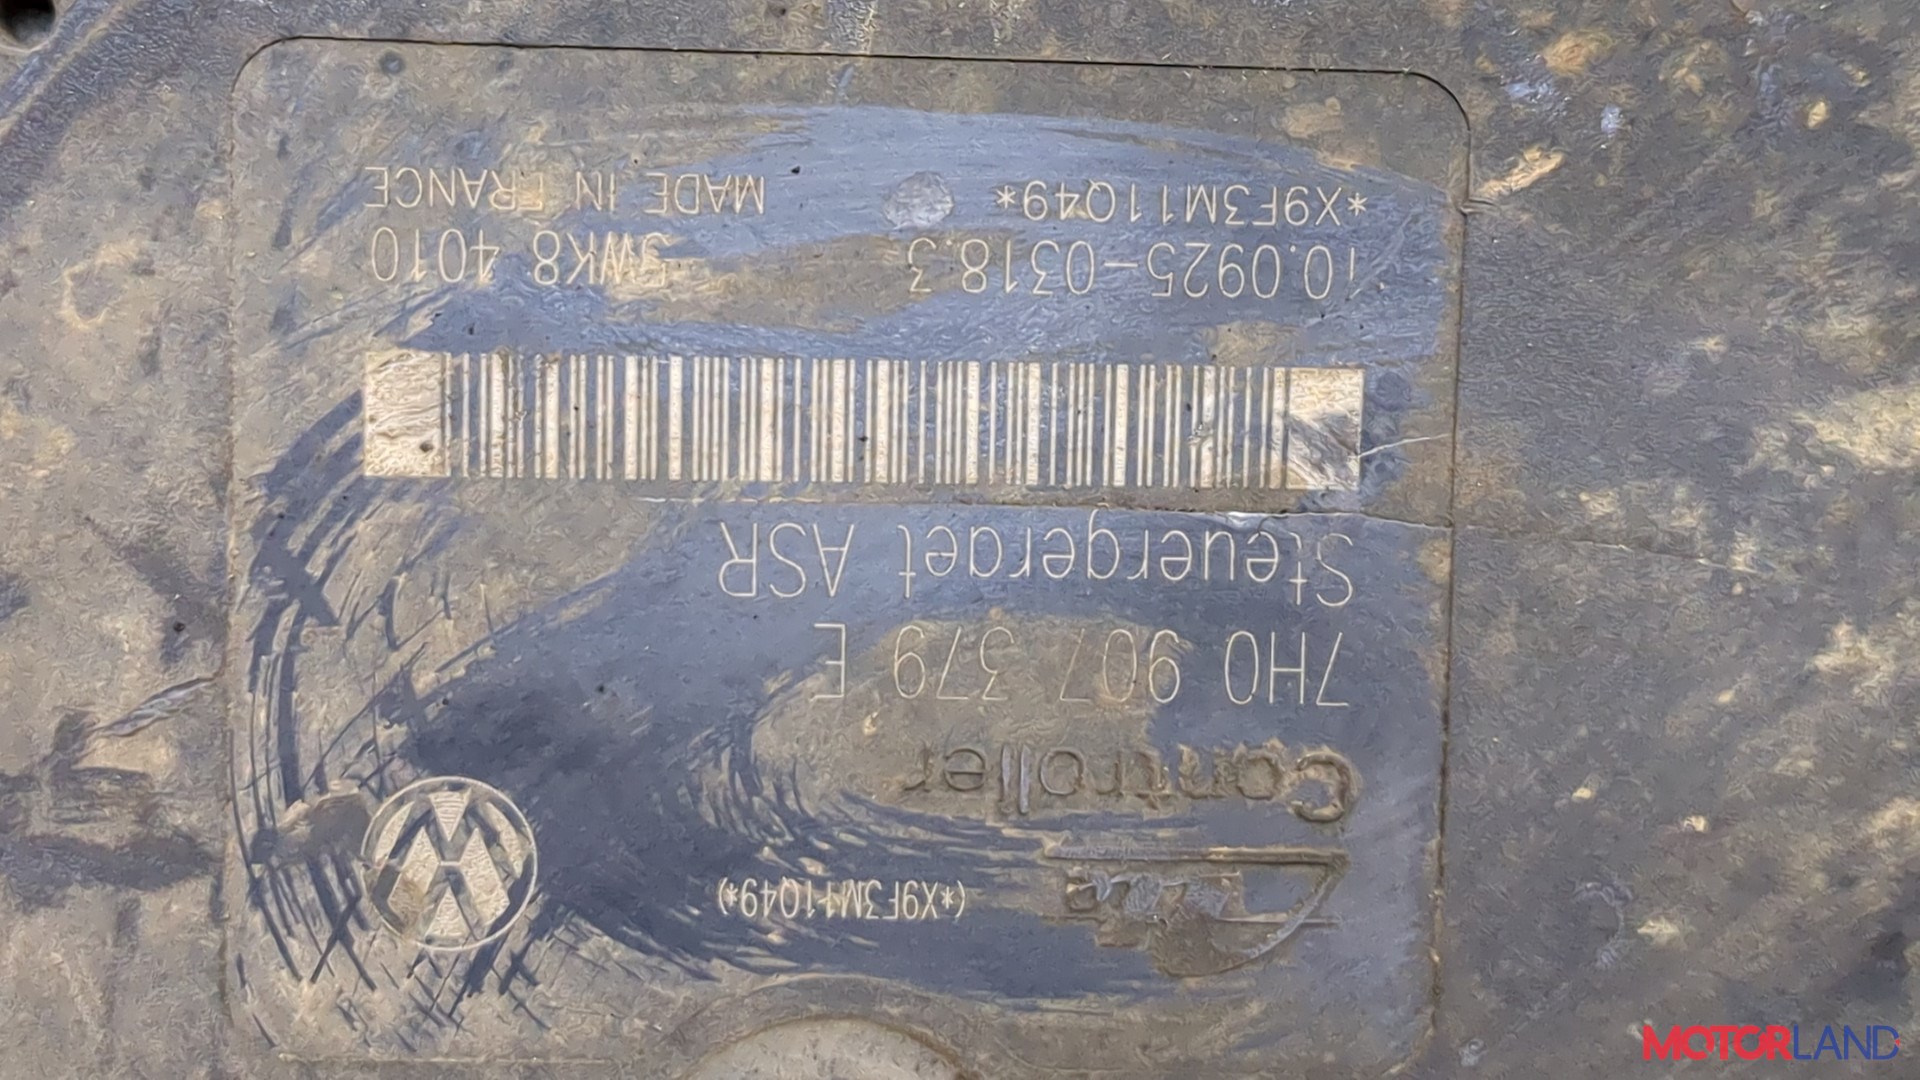 (*X9F3M11Q49*)
Controller
7H0 907 379 E
Steuergeraet ASR
10.0925-0318.3 5WK8 4010
*X9F3M11Q49* MADE IN FRANCE
MOTORLAND